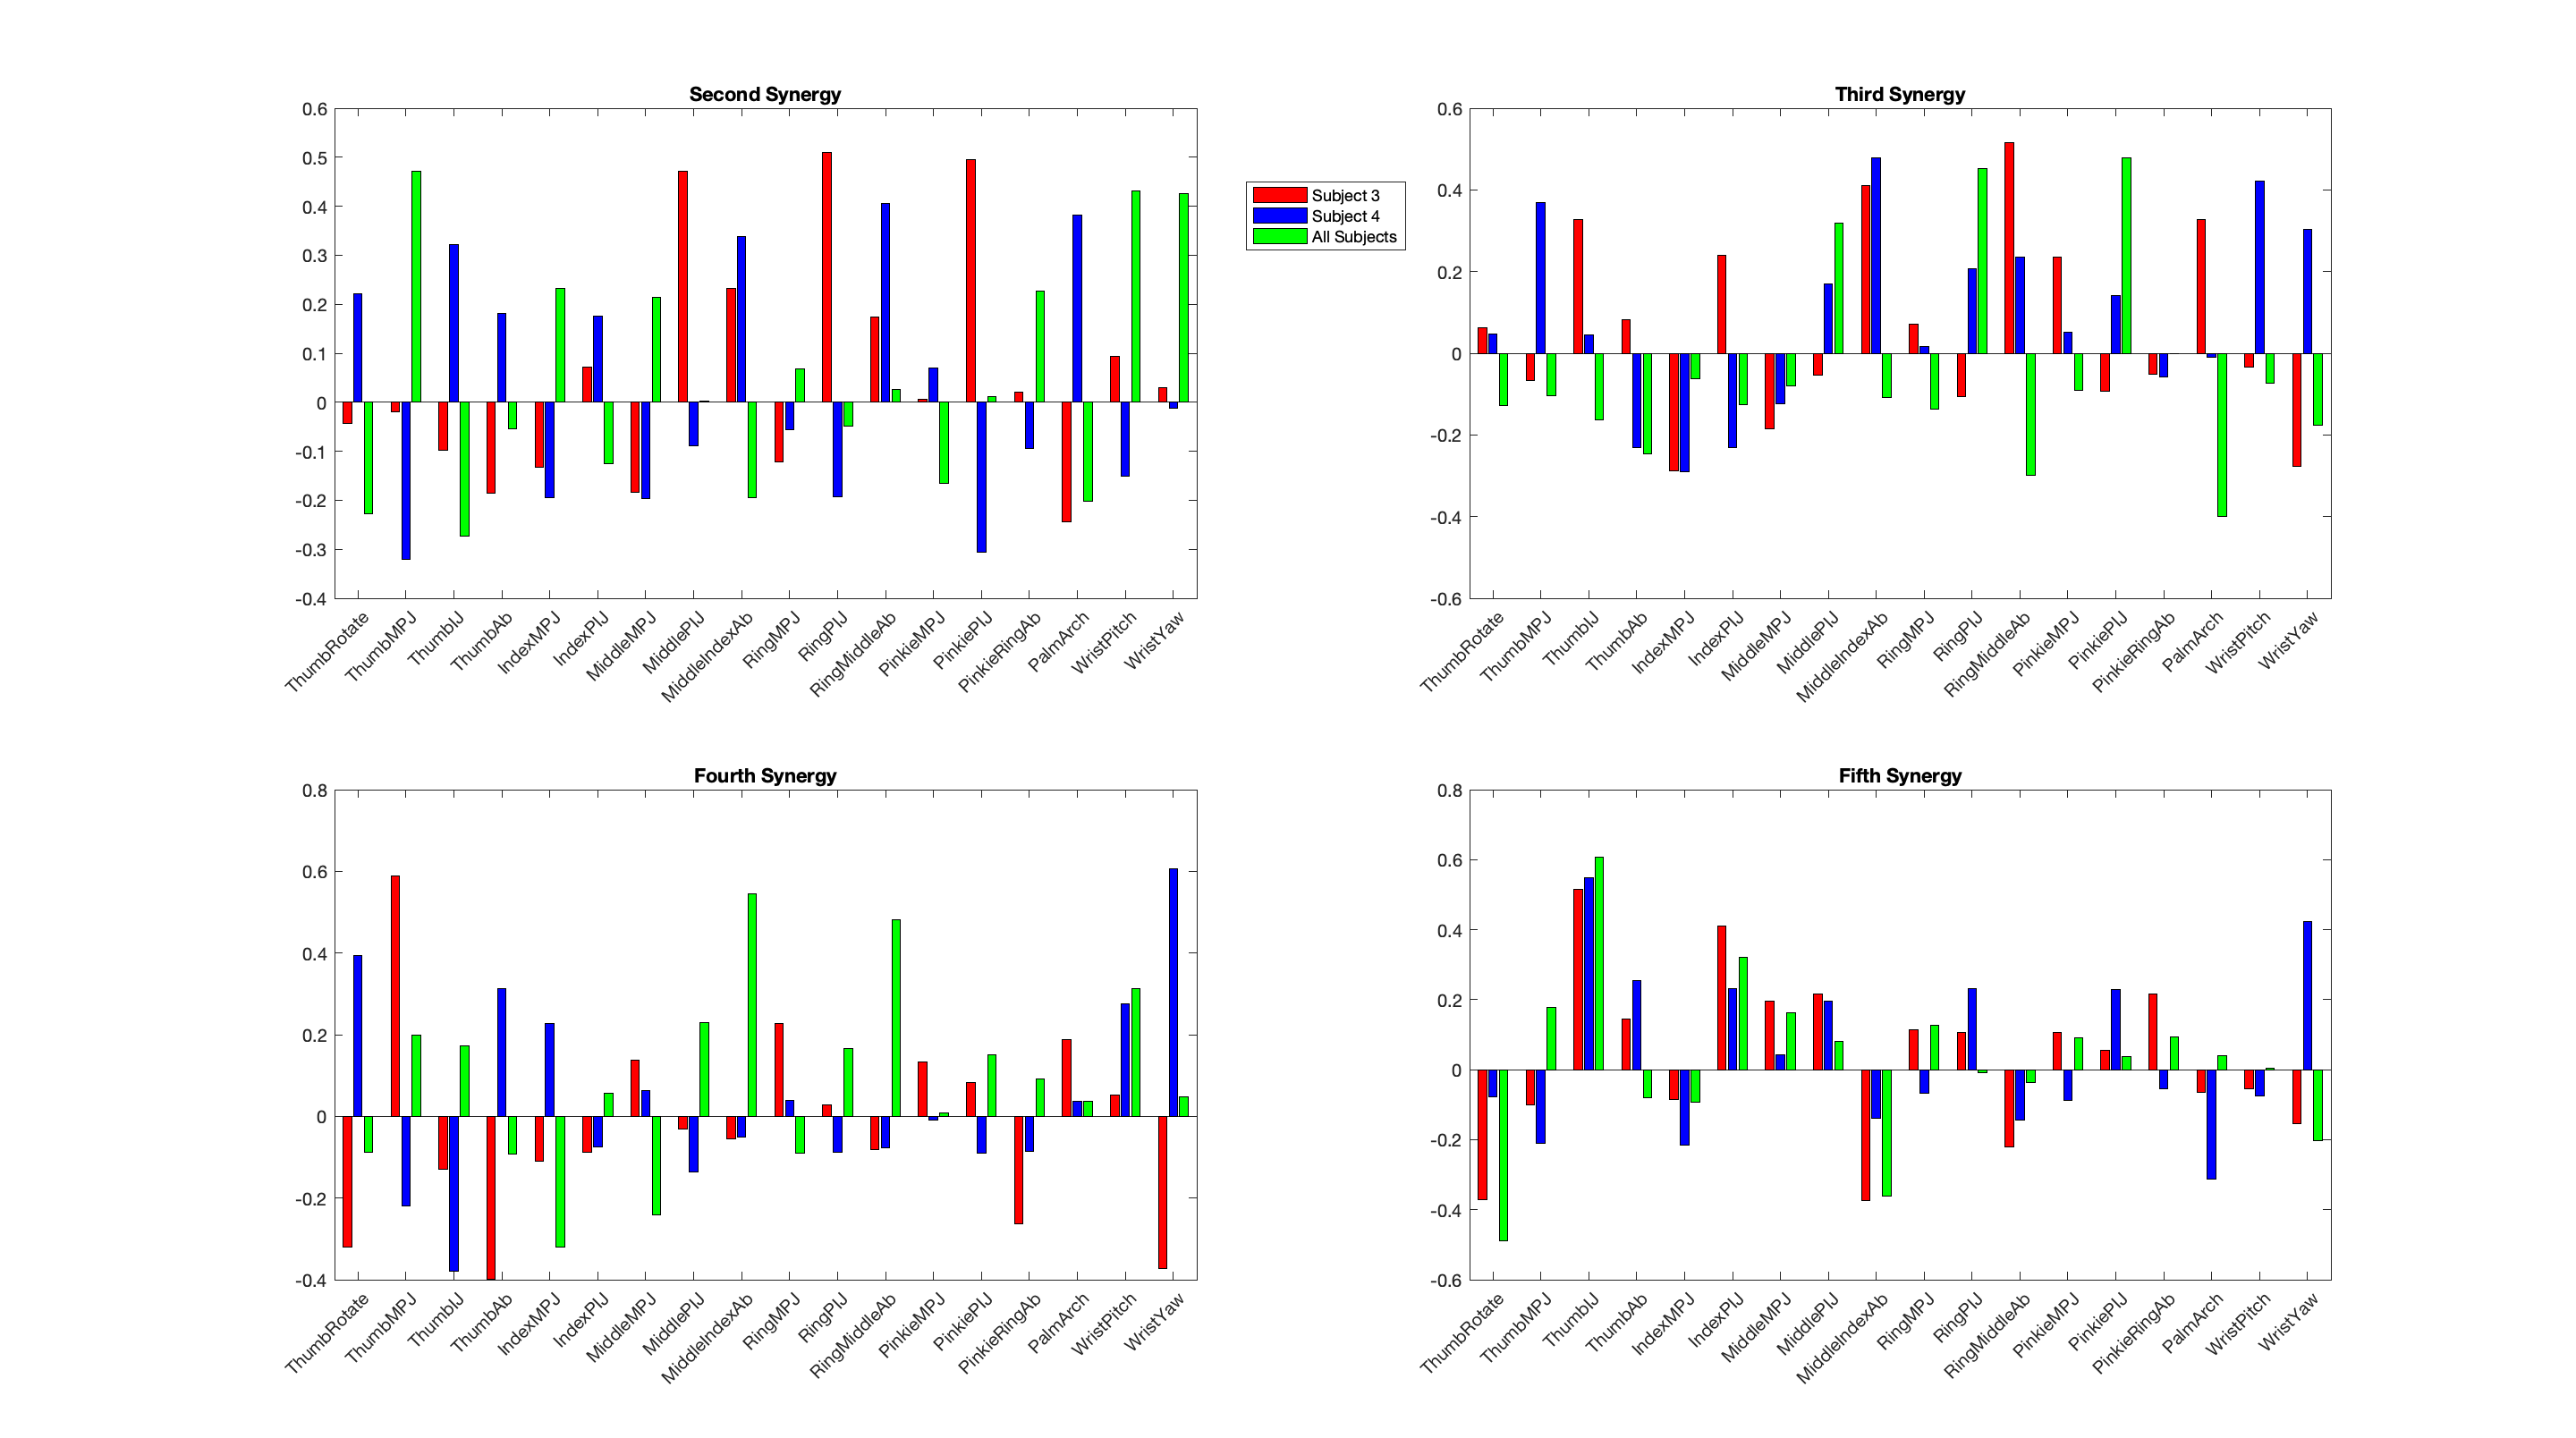 Second Synergy
0.6
0.5
0.4
0.3
0.2
0.1
0
-0.1
-0.2
-0.3
-0.4
ThumbRotate
ThumbMPJ
ThumbIJ
ThumbAb
IndexMPJ
IndexPIJ
MiddleMPJ
MiddlePIJ
MiddleIndexAb
RingMPJ
RingPIJ
RingMiddleAb
PinkieMPJ
PinkiePIJ
PinkieRingAb
PalmArch
WristPitch
WristYaw
Subject 3
Subject 4
All Subjects
Third Synergy
0.6
0.4
0.2
0
-0.2
-0.4
-0.6
ThumbRotate
ThumbMPJ
ThumbIJ
ThumbAb
IndexMPJ
IndexPIJ
MiddleMPJ
MiddlePIJ
MiddleIndexAb
RingMPJ
RingPIJ
RingMiddleAb
PinkieMPJ
PinkiePIJ
PinkieRingAb
PalmArch
WristPitch
WristYaw
Fourth Synergy
0.8
0.6
0.4
0.2
0
-0.2
-0.4
ThumbRotate
ThumbMPJ
ThumbIJ
ThumbAb
IndexMPJ
IndexPIJ
MiddleMPJ
MiddlePIJ
MiddleIndexAb
RingMPJ
RingPIJ
RingMiddleAb
PinkieMPJ
PinkiePIJ
PinkieRingAb
PalmArch
WristPitch
WristYaw
Fifth Synergy
0.8
0.6
0.4
0.2
0
-0.2
-0.4
-0.6
ThumbRotate
ThumbMPJ
ThumbIJ
ThumbAb
IndexMPJ
IndexPIJ
MiddleMPJ
MiddlePIJ
MiddleIndexAb
RingMPJ
RingPIJ
RingMiddleAb
PinkieMPJ
PinkiePIJ
PinkieRingAb
PalmArch
WristPitch
WristYaw